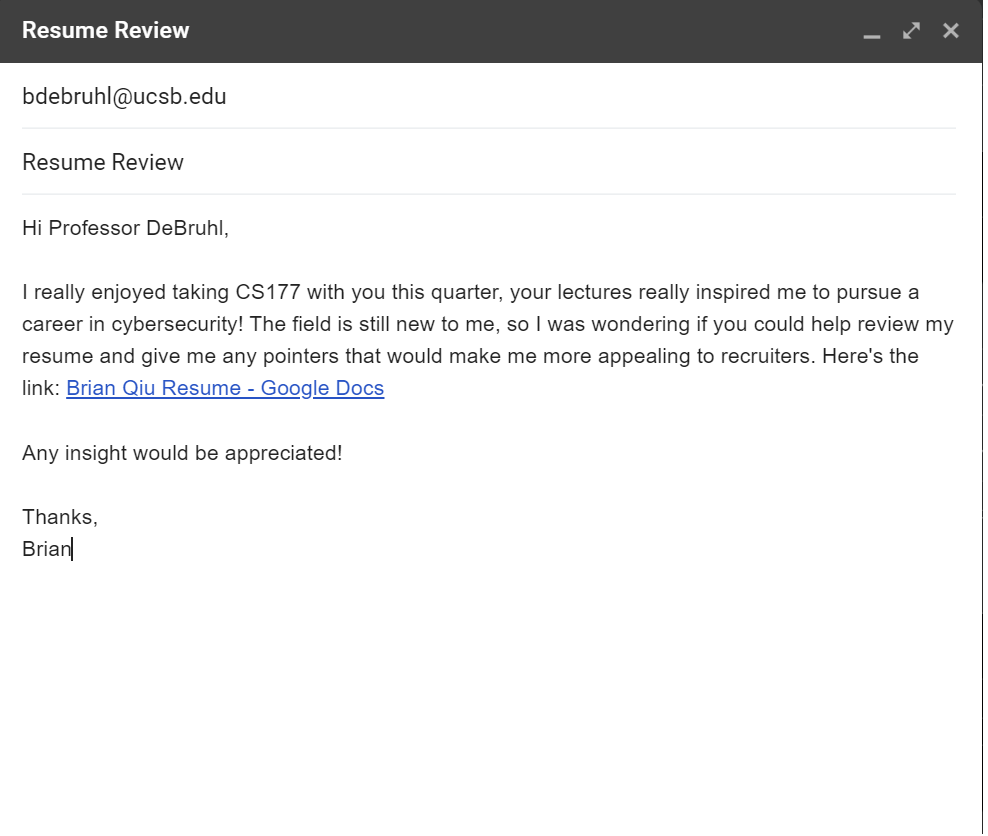 Resume Review
bdebruhl@ucsb.edu
Resume Review
Hi Professor DeBruhl,
I really enjoyed taking CS177 with you this quarter, your lectures really inspired me to pursue a
career in cybersecurity! The field is still new to me, so I was wondering if you could help review my
resume and give me any pointers that would make me more appealing to recruiters. Here's the
link: Brian Qiu Resume - Google Docs
Any insight would be appreciated!
Thanks,
Brian